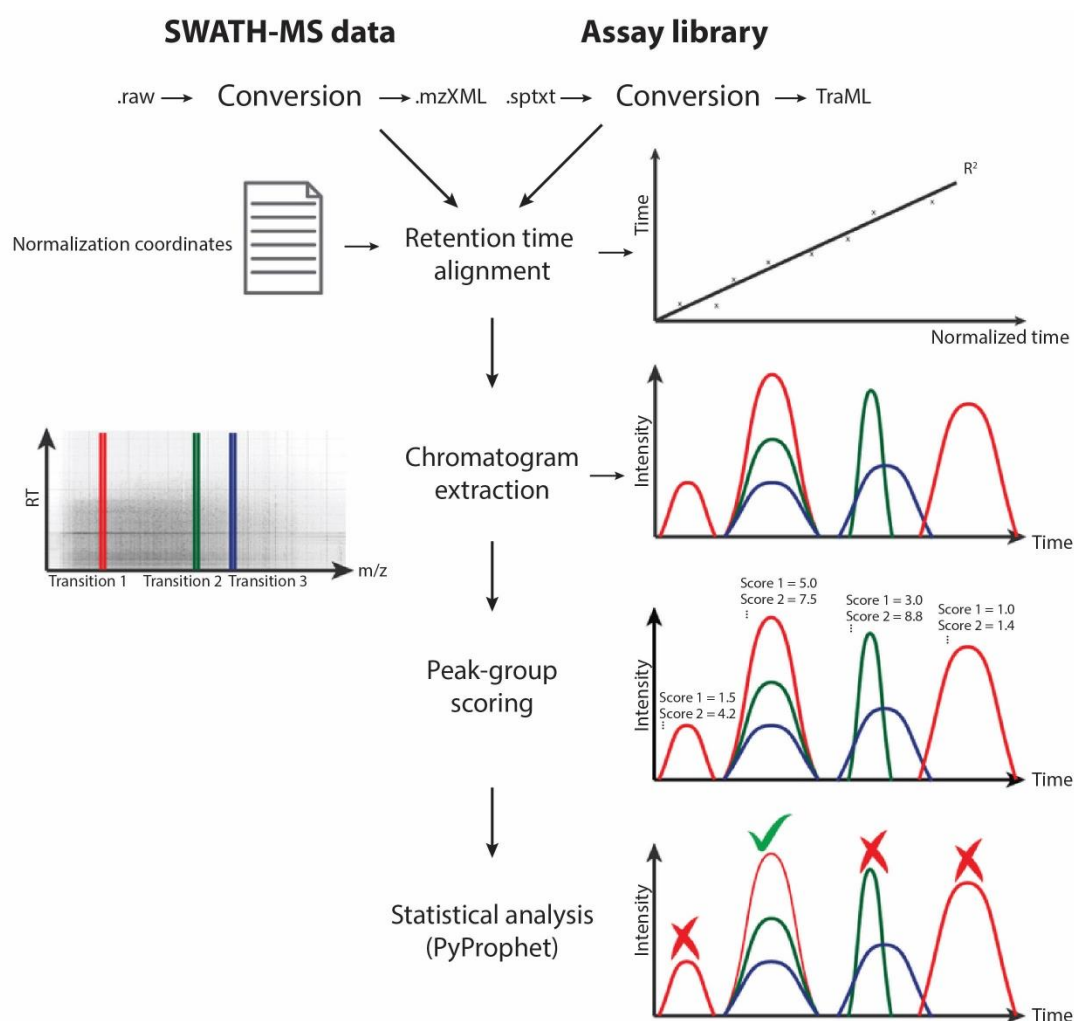 SWATH-MS data
Assay library
.raw
Conversion
.mzXML
.sptxt
Conversion
TraML
Normalization coordinates
Retention time
alignment
Time
R²
Normalized time
RT
Transition 1
Transition 2
Transition 3
m/z
Chromatogram
extraction
Intensity
Time
Peak-group
scoring
Intensity
Score 1 = 1.5
Score 2 = 4.2
Score 1 = 5.0
Score 2 = 7.5
Score 1 = 3.0
Score 2 = 8.8
Score 1 = 1.0
Score 2 = 1.4
Time
Statistical analysis
(PyProphet)
Intensity
Time